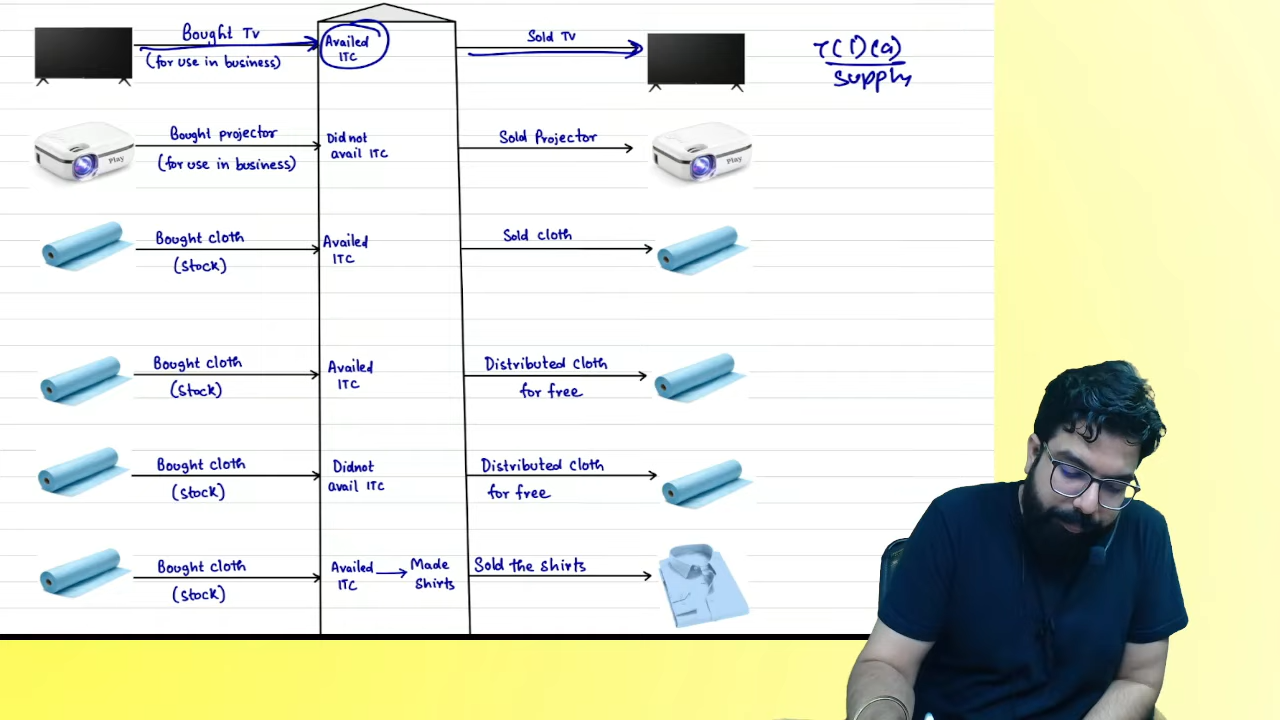 Bought Tv
(for use in business)
Availed
ITC
Sold Tv
7(1)(a)
supply
Bought projector
(for use in business)
Did not
avail ITC
Sold Projector
Play
Play
Bought cloth
(stock)
Availed
ITC
Sold cloth
Bought cloth
(stock)
Availed
ITC
Distributed cloth
for free
Bought cloth
(stock)
Didnot
avail ITC
Distributed cloth
for free
Bought cloth
(stock)
Availed
ITC
Made
Shirts
Sold the shirts